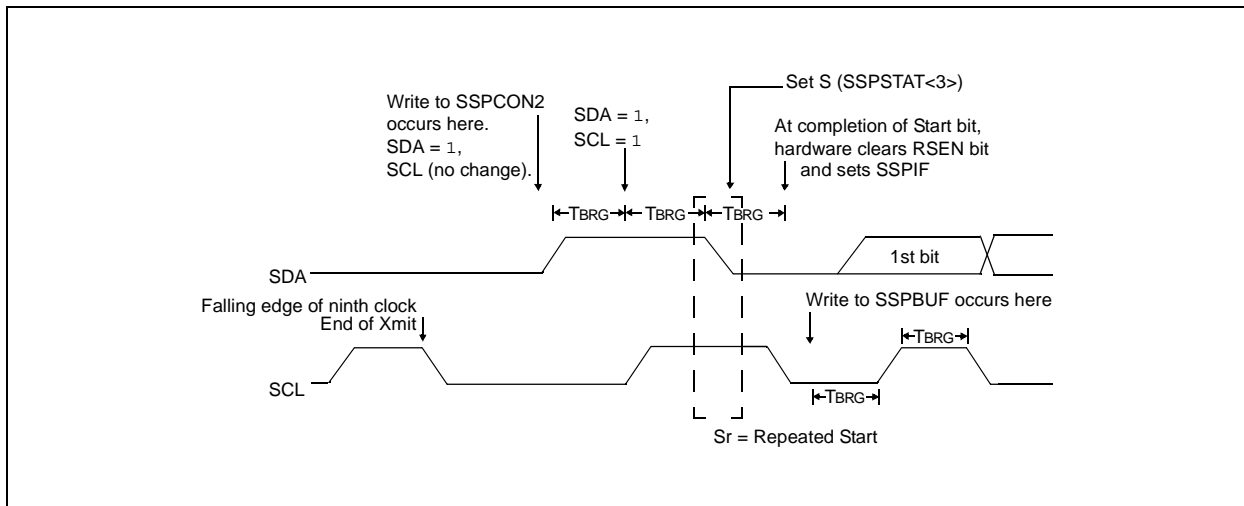 Set S (SSPSTAT<3>)
Write to SSPCON2
occurs here.
SDA = 1,
SCL (no change).
SDA = 1,
SCL = 1
At completion of Start bit,
hardware clears RSEN bit
and sets SSPIF
TBRG
TBRG
TBRG
SDA
1st bit
Falling edge of ninth clock
End of Xmit
Write to SSPBUF occurs here
TBRG
SCL
TBRG
Sr = Repeated Start